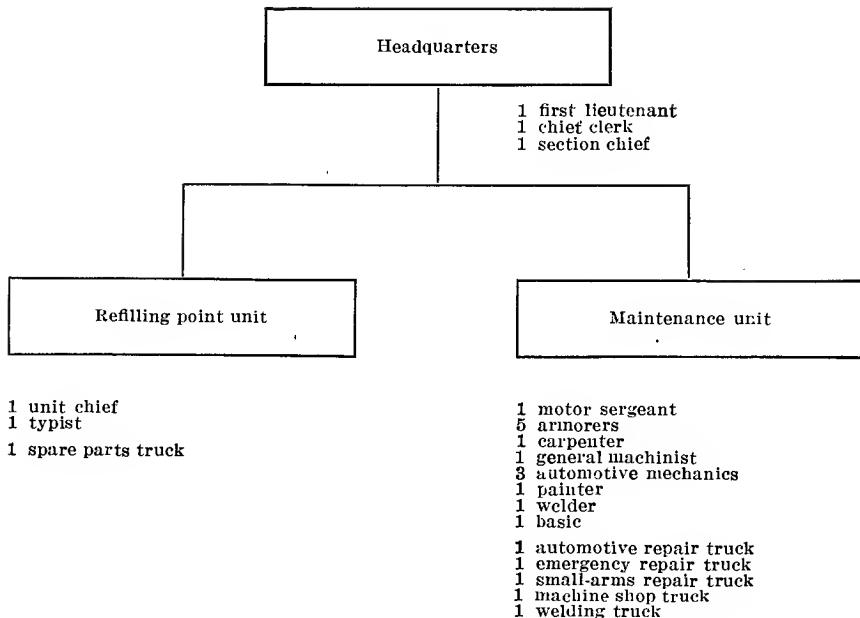 Headquarters
1 first lieutenant
1 chief clerk
1 section chief
Refilling point unit
1 unit chief
1 typist
1 spare parts truck
Maintenance unit
1 motor sergeant
5 armorers
1 carpenter
1 general machinist
3 automotive mechanics
1 painter
1 welder
1 basic
1 automotive repair truck
1 emergency repair truck
1 small-arms repair truck
1 machine shop truck
1 welding truck